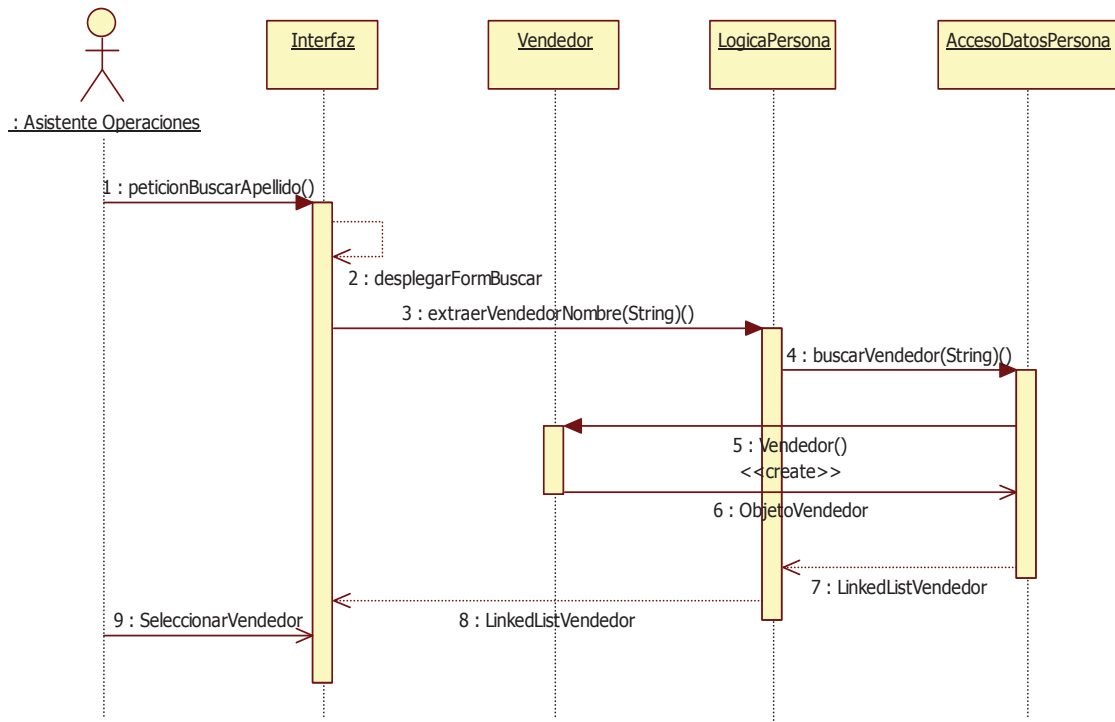 Interfaz
Vendedor
LogicaPersona
AccesoDatosPersona
: Asistente Operaciones
1 : peticionBuscarApellido()
2 : desplegarFormBuscar
3 : extraerVendedorNombre(String)()
4 : buscarVendedor(String)()
5 : Vendedor()
<<create>>
6 : ObjetoVendedor
7 : LinkedListVendedor
8 : LinkedListVendedor
9 : SeleccionarVendedor